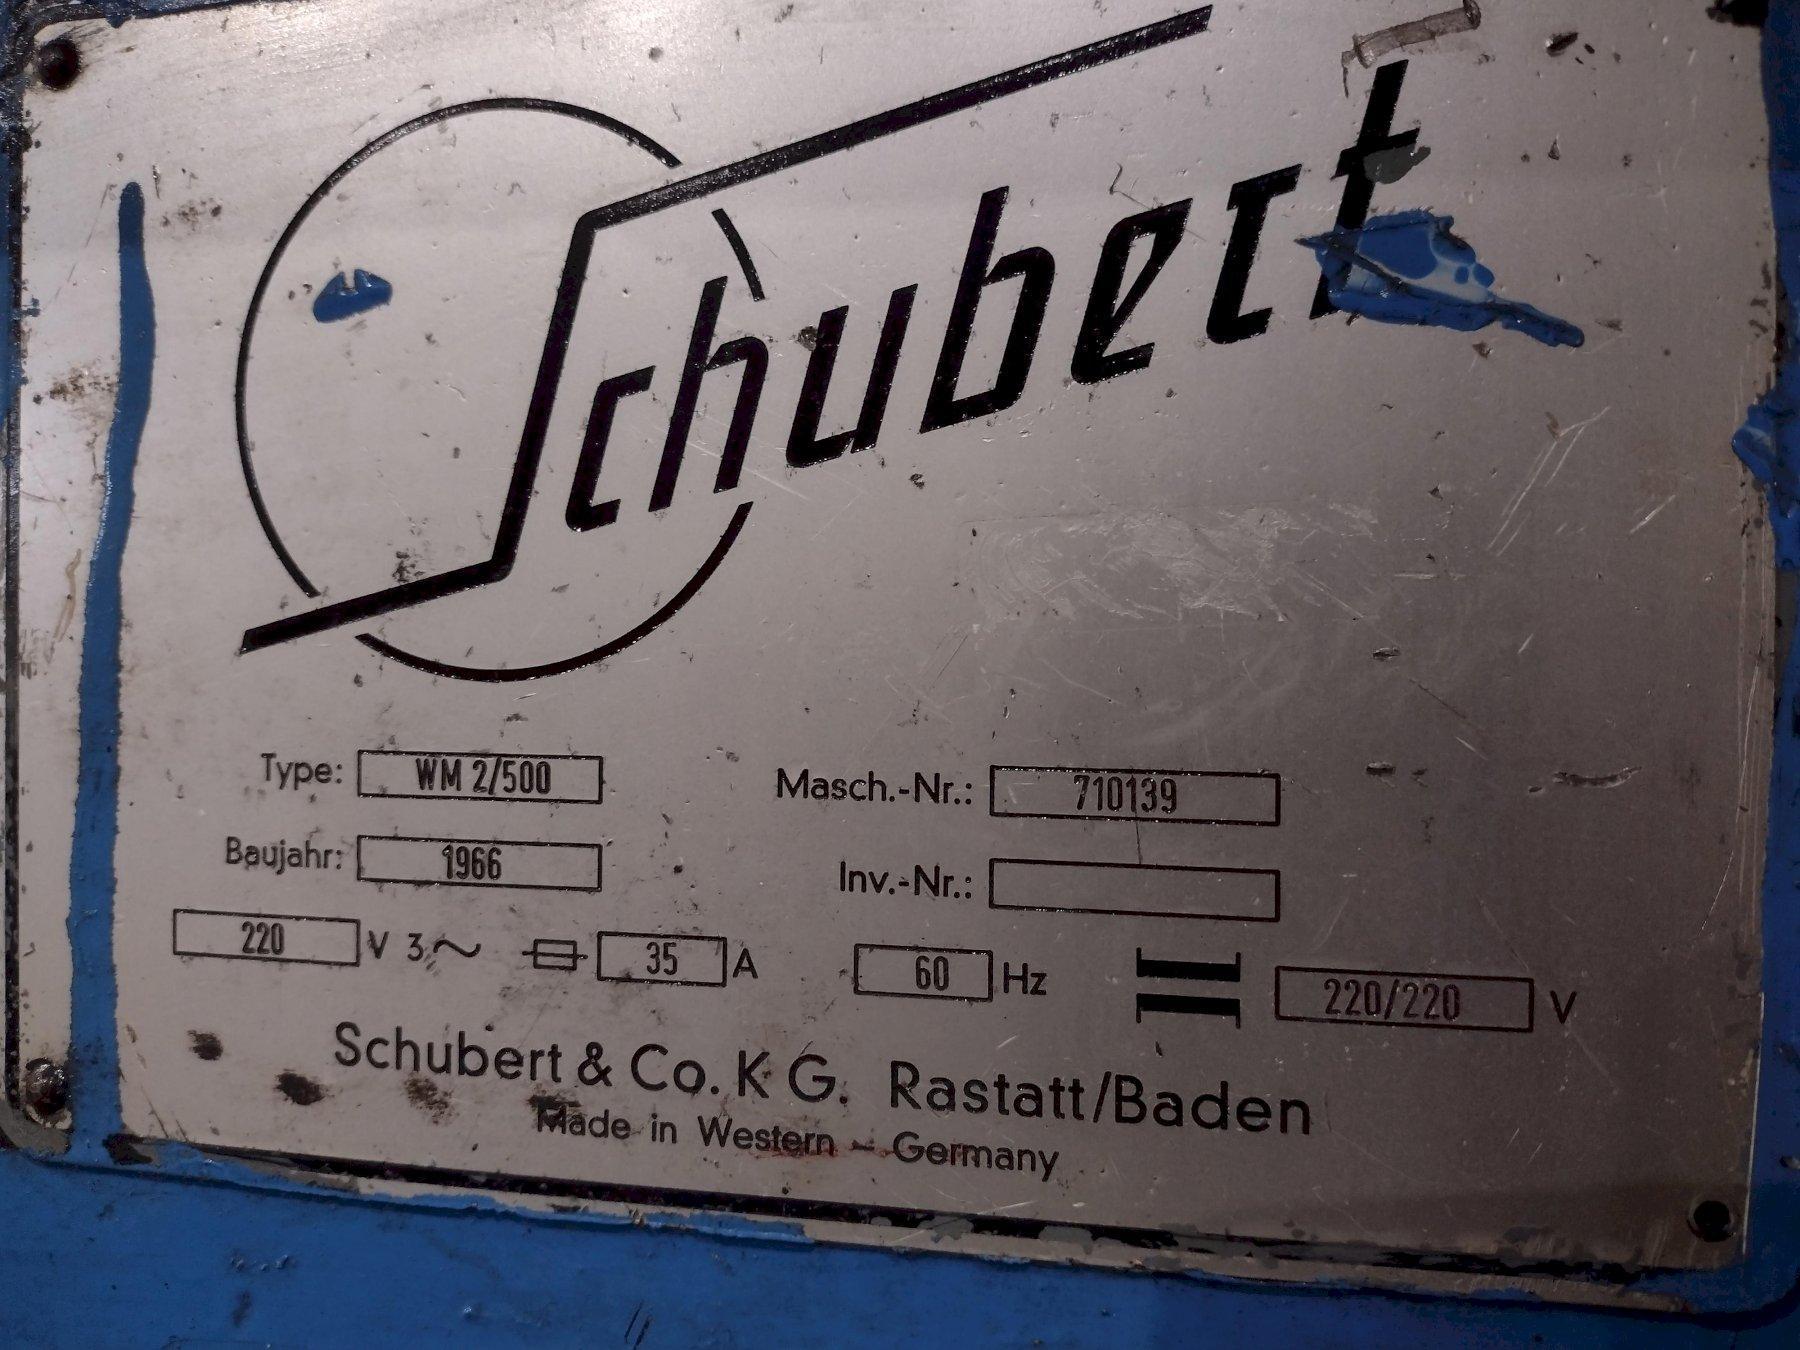 Schubert
Type: WM 2/500
Masch.-Nr.: 710139
Baujahr: 1966
Inv.-Nr.:
220 V 3~ 35 A 60 Hz 220/220 V
Schubert & Co. K G. Rastatt/Baden
Made in Western - Germany